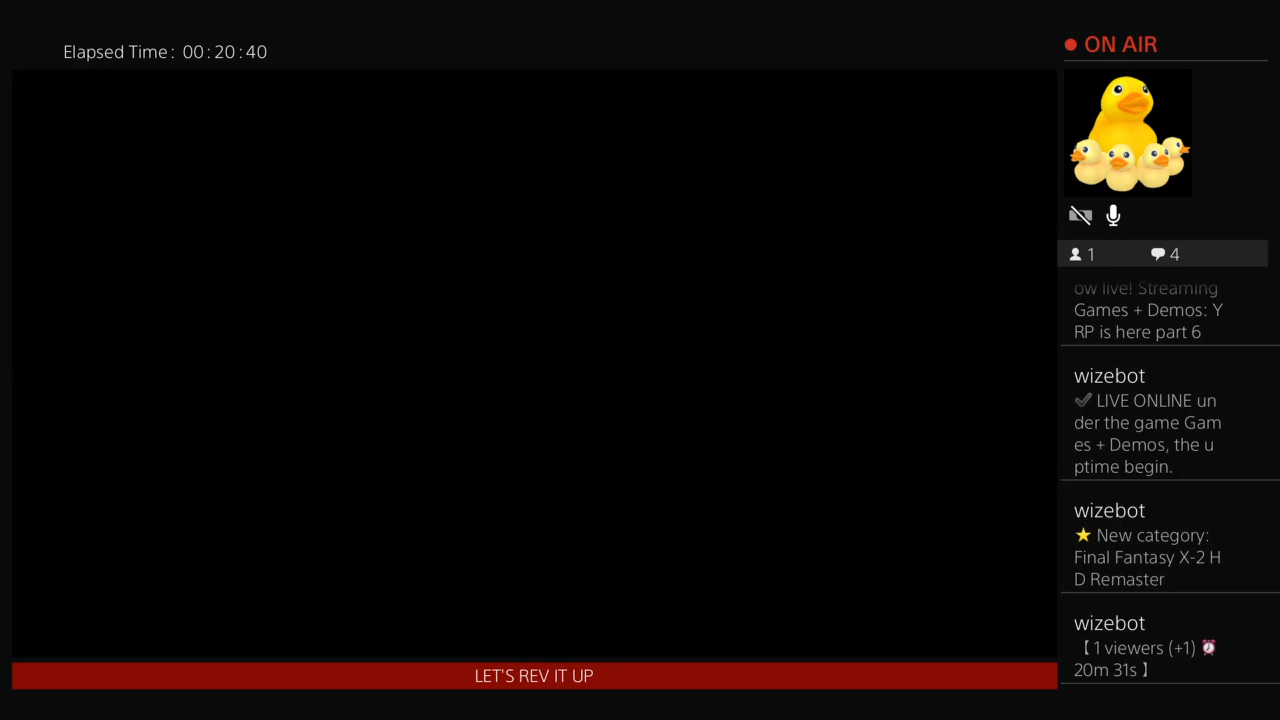 Elapsed Time: 00:20:40
ON AIR
1 4
ow live! Streaming
Games + Demos: Y
RP is here part 6
wizebot
✔ LIVE ONLINE un
der the game Gam
es + Demos, the u
ptime begin.
wizebot
⭐ New category:
Final Fantasy X-2 H
D Remaster
wizebot
【1 viewers (+1) ⏰
20m 31s】
LET'S REV IT UP